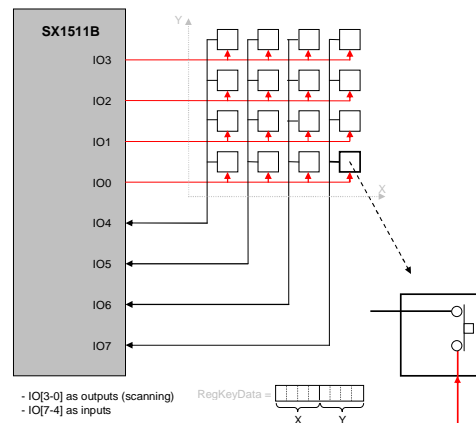 SX1511B
Y
IO3
IO2
IO1
IO0
X
IO4
IO5
IO6
IO7
- IO[3-0] as outputs (scanning)
- IO[7-4] as inputs
RegKeyData =
X Y